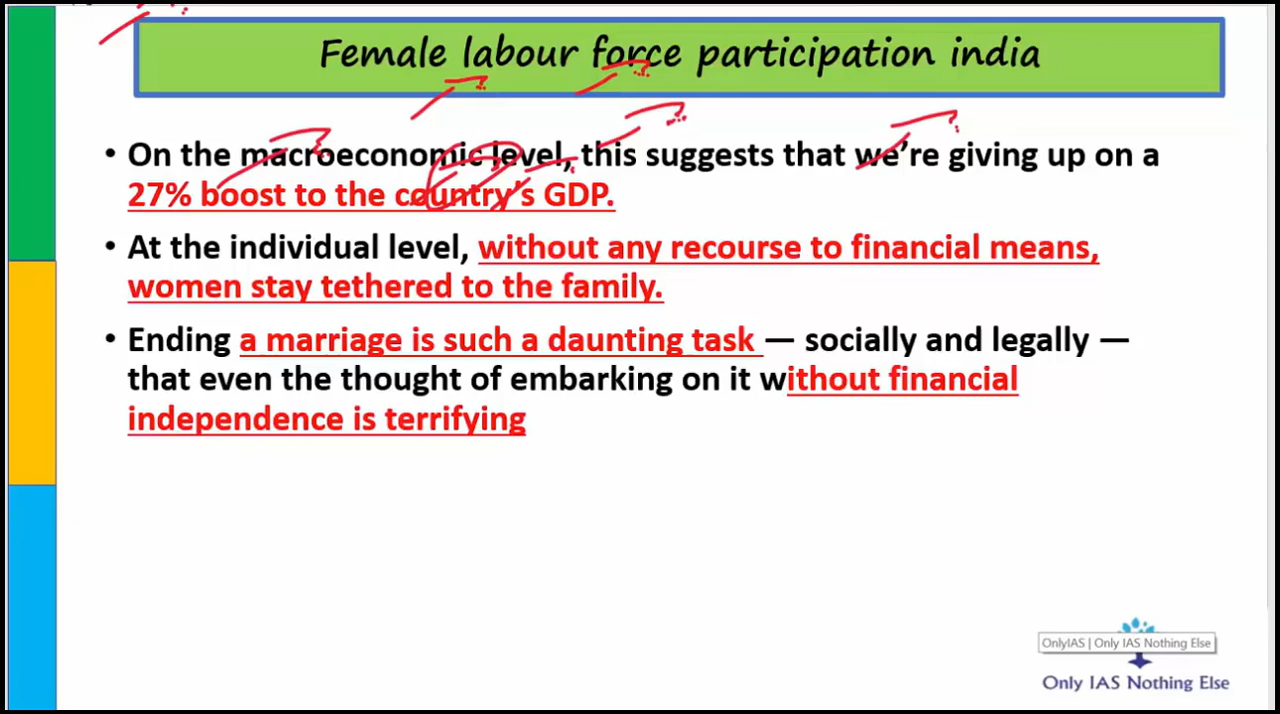 Female labour force participation india
• On the macroeconomic level, this suggests that we're giving up on a
27% boost to the country's GDP.
• At the individual level, without any recourse to financial means,
women stay tethered to the family.
• Ending a marriage is such a daunting task — socially and legally —
that even the thought of embarking on it without financial
independence is terrifying
OnlyIAS | Only IAS Nothing Else
Only IAS Nothing Else